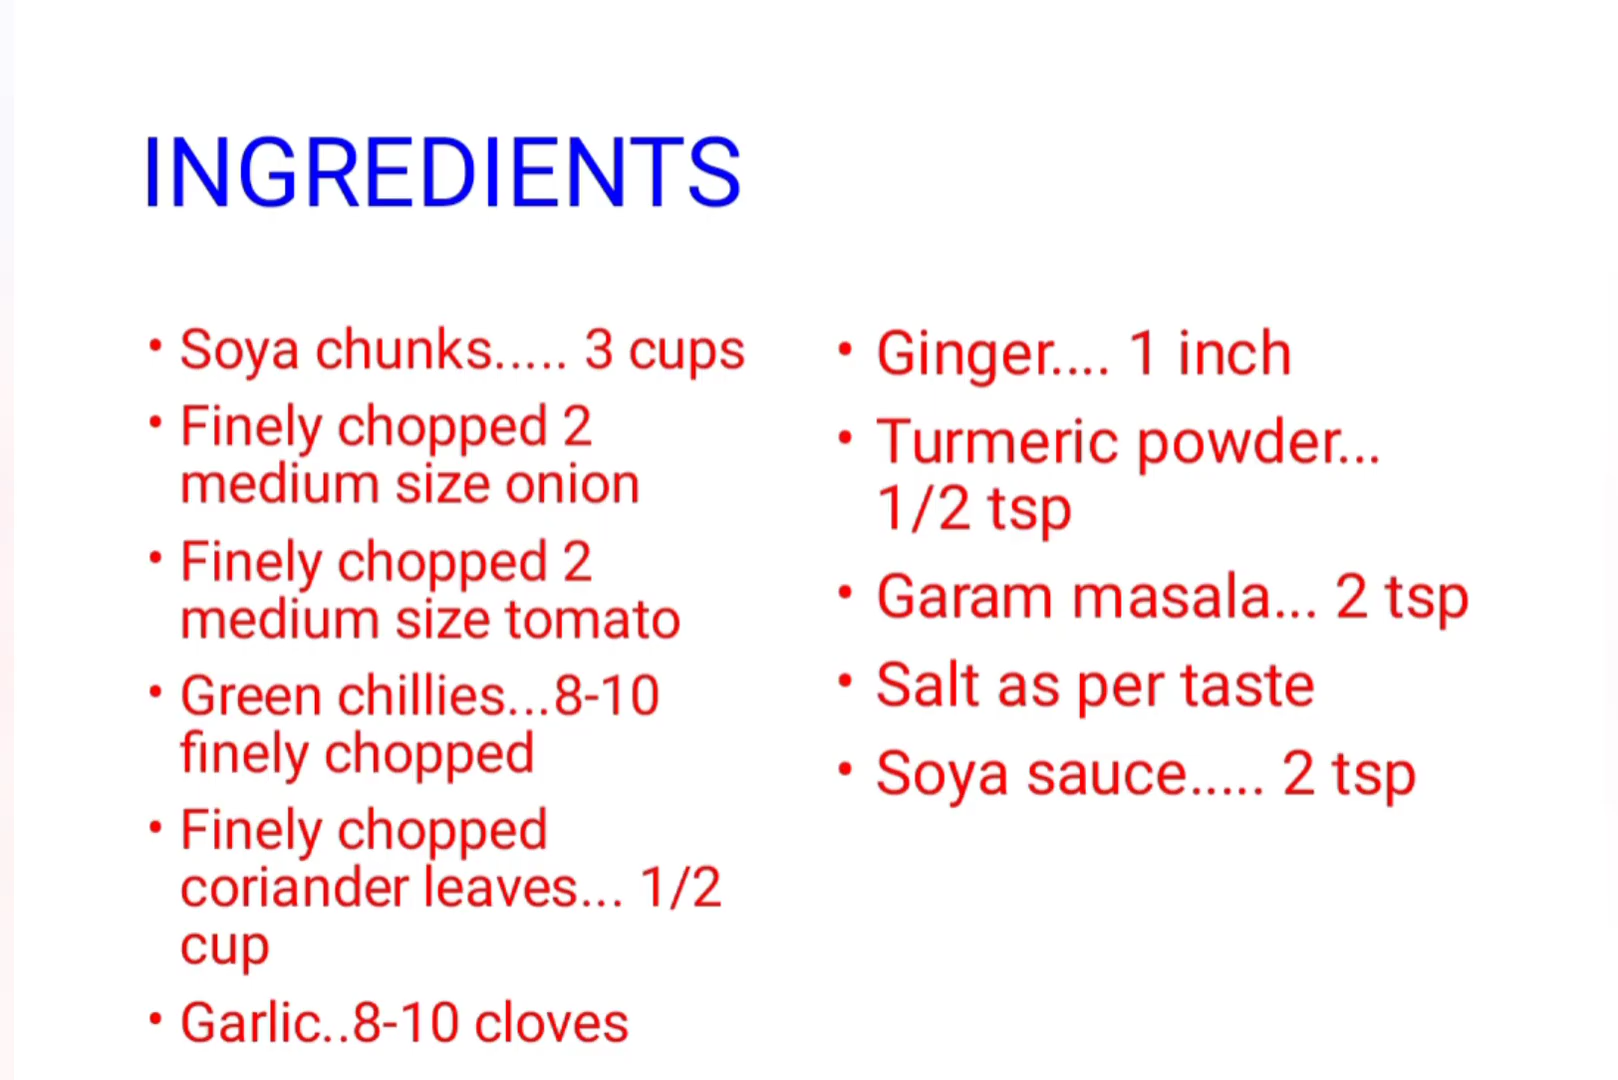 INGREDIENTS
• Soya chunks..... 3 cups
• Finely chopped 2
medium size onion
• Finely chopped 2
medium size tomato
• Green chillies...8-10
finely chopped
• Finely chopped
coriander leaves... 1/2
cup
• Garlic..8-10 cloves
• Ginger.... 1 inch
• Turmeric powder...
1/2 tsp
• Garam masala... 2 tsp
• Salt as per taste
• Soya sauce..... 2 tsp